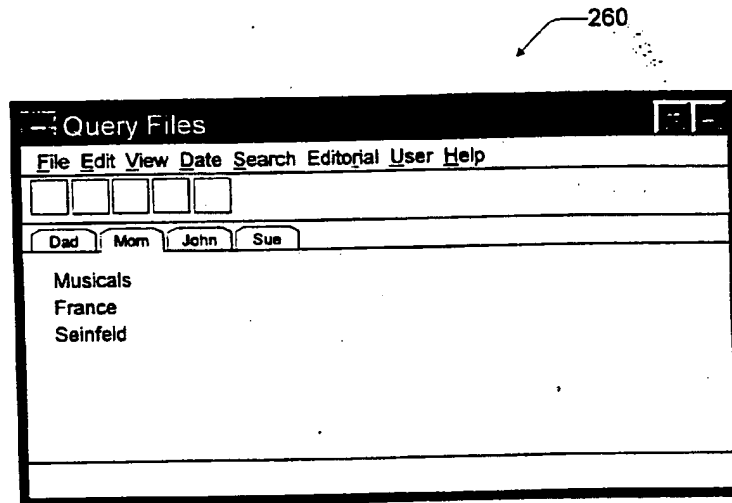 260
Query Files
File Edit View Date Search Editorial User Help
Dad Mom John Sue
Musicals
France
Seinfeld